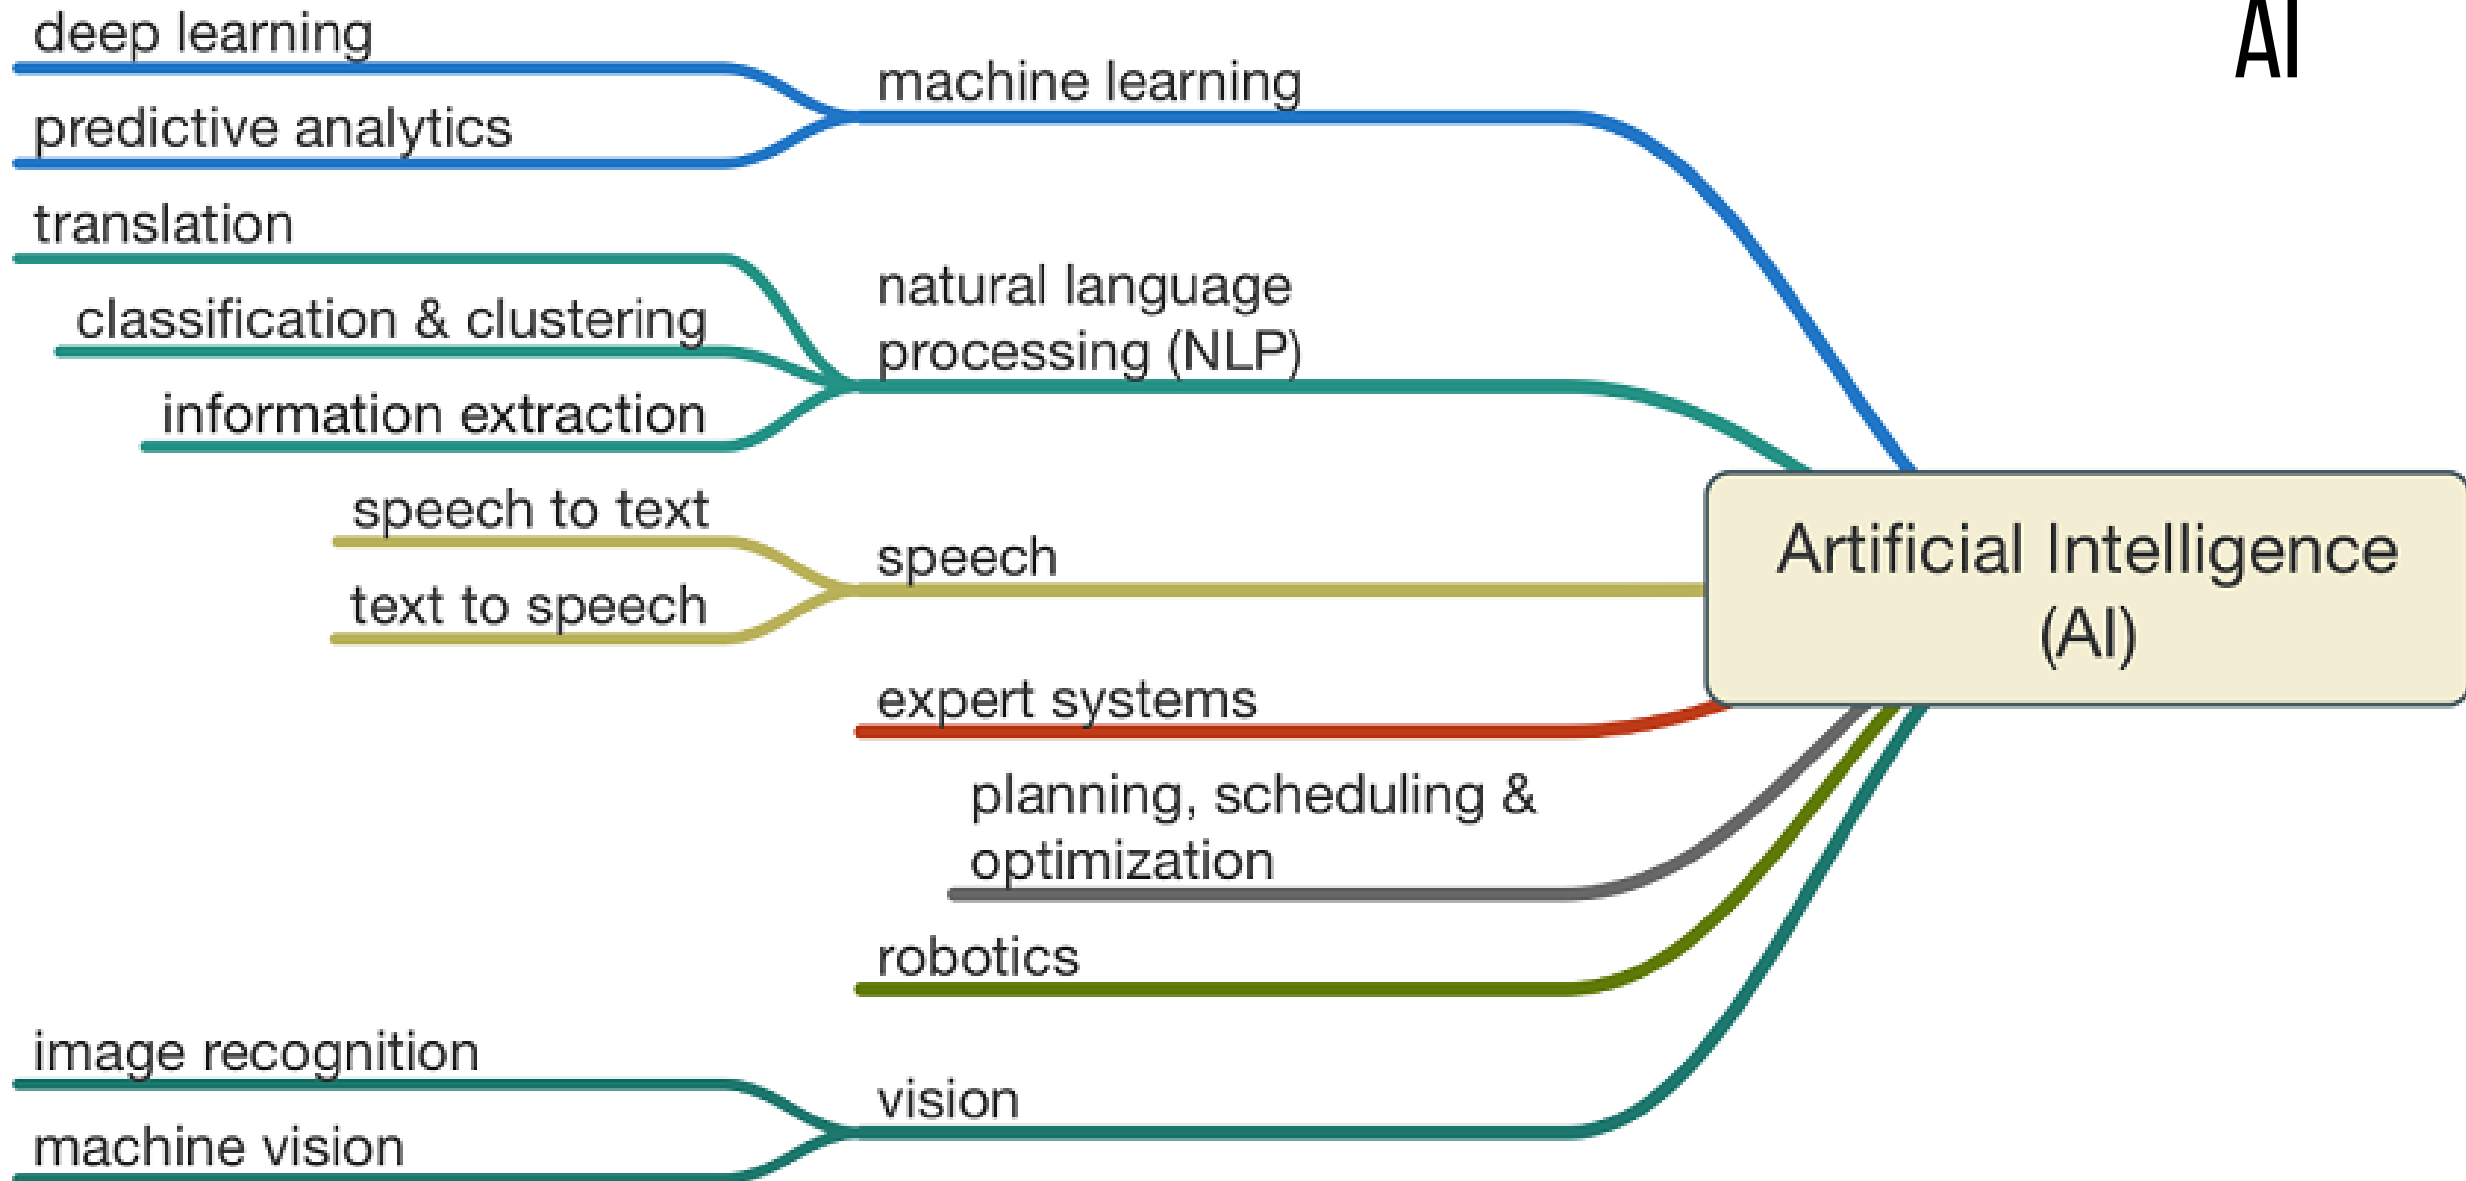 AI
deep learning
predictive analytics
machine learning
translation
classification & clustering
information extraction
natural language
processing (NLP)
speech to text
text to speech
speech
Artificial Intelligence
(AI)
expert systems
planning, scheduling &
optimization
robotics
image recognition
machine vision
vision